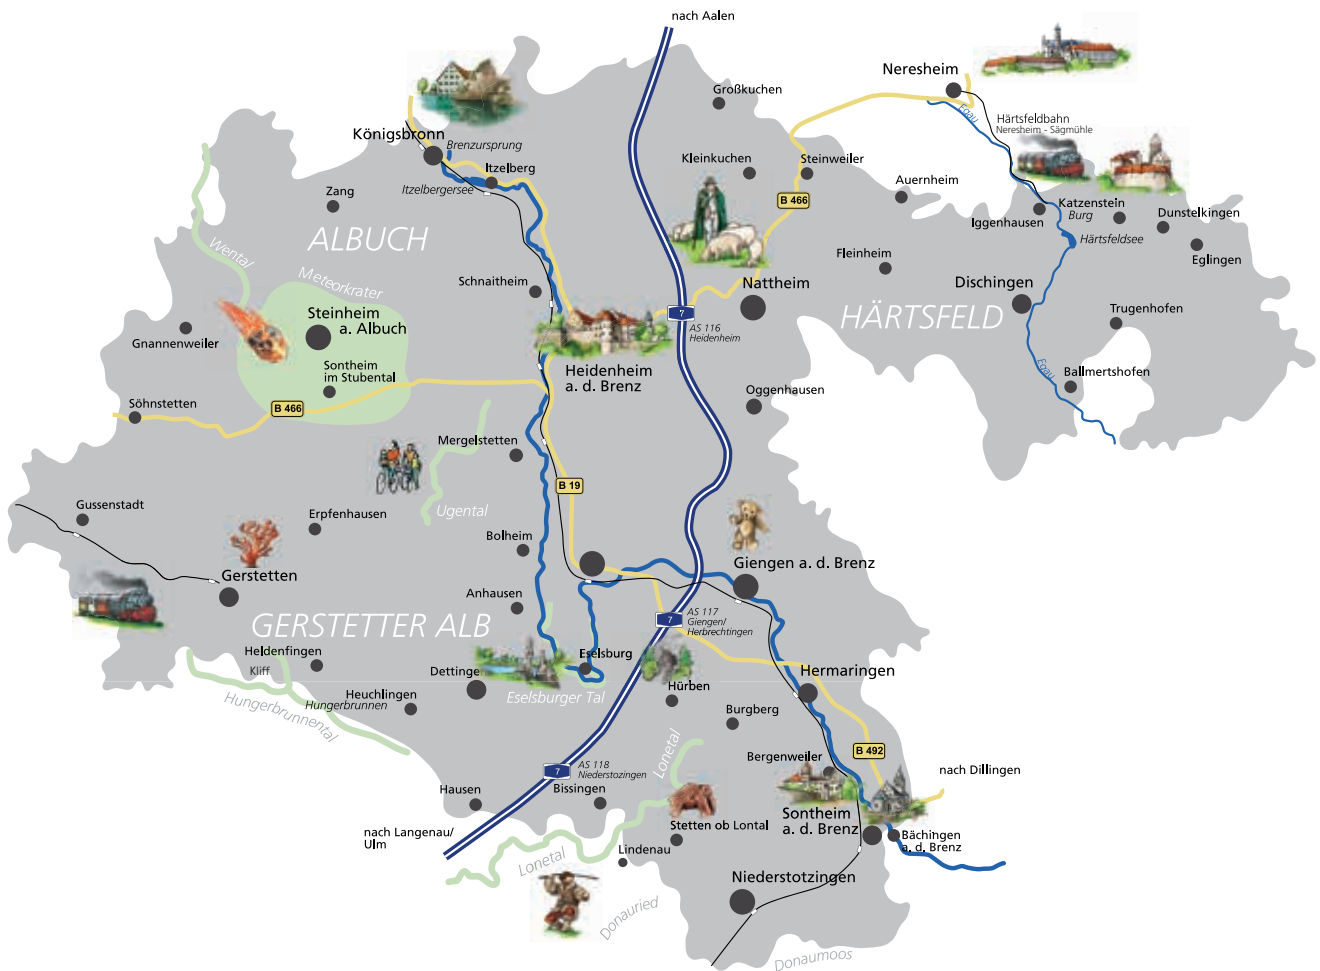 nach Aalen
Neresheim
Großkuchen
Egau
Härtsfeldbahn
Neresheim - Sägmühle
Königsbronn
Brenzursprung
Kleinkuchen
Steinweiler
Itzelberg
Itzelbergersee
Zang
Auernheim
B 466
Katzenstein
Burg
Iggenhausen
Dunstelkingen
Härtsfeldsee
Eglingen
ALBUCH
Wental
Fleinheim
Meteorkrater
Schnaitheim
Nattheim
Dischingen
HÄRTSFELD
Trugenhofen
Steinheim
a. Albuch
7
AS 116
Heidenheim
Gnannenweiler
Sontheim
im Stubental
Heidenheim
a. d. Brenz
Egau
Ballmertshofen
Oggenhausen
Söhnstetten
B 466
Mergelstetten
B 19
Ugental
Gussenstadt
Erpfenhausen
Bolheim
Gerstetten
Giengen a. d. Brenz
Anhausen
7
AS 117
Giengen/
Herbrechtingen
GERSTETTER ALB
Heldenfingen
Kliff
Eselsburg
Dettingen
Hermaringen
Heuchlingen
Hungerbrunnen
Eselsburger Tal
Hürben
Hungerbrunnental
Burgberg
Lonetal
B 492
Bergenweiler
7
AS 118
Niederstozingen
nach Dillingen
Hausen
Bissingen
Sontheim
a. d. Brenz
Stetten ob Lontal
nach Langenau/
Ulm
Bächingen
a. d. Brenz
Lonetal
Lindenau
Niederstotzingen
Donauried
Donaumoos